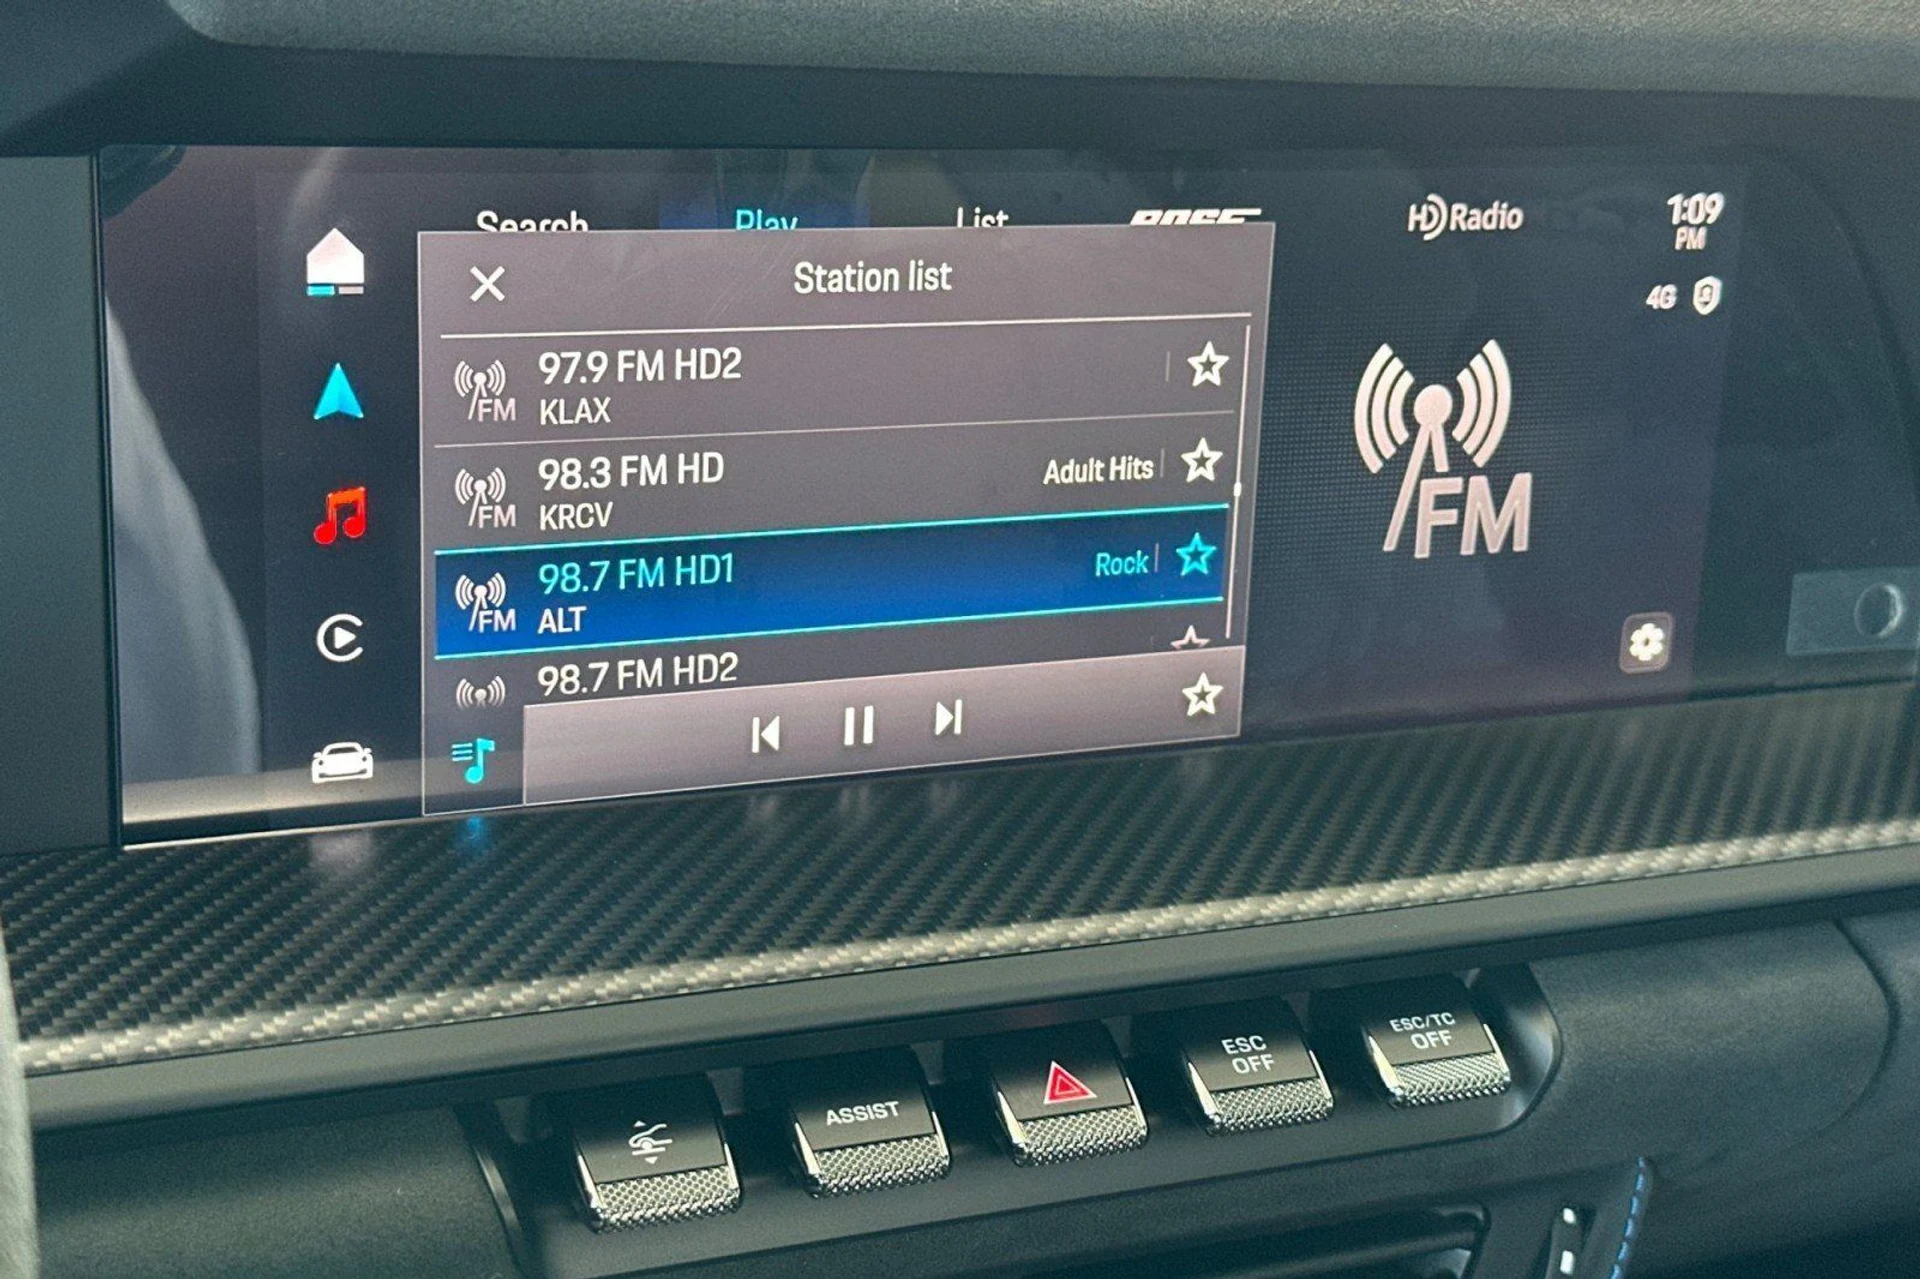 Search Play List BOSE HD Radio 1:09
PM
4G
Station list
97.9 FM HD2
FM KLAX
98.3 FM HD Adult Hits
FM KRCV
98.7 FM HD1 Rock
FM ALT
98.7 FM HD2
FM
ASSIST
ESC
OFF
ESC/TC
OFF